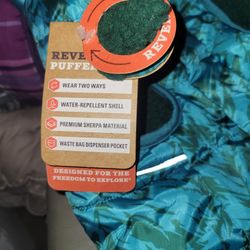 REVE
REVE
PUFFE
WEAR TWO WAYS
WATER-REPELLENT SHELL
PREMIUM SHERPA MATERIAL
WASTE BAG DISPENSER POCKET
DESIGNED FOR THE
FREEDOM TO EXPLORE